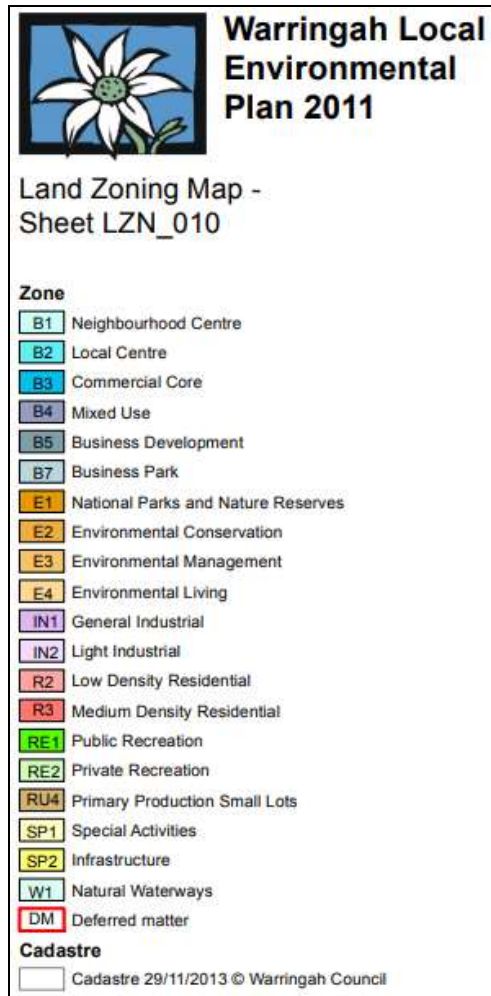 Warringah Local
Environmental
Plan 2011
Land Zoning Map -
Sheet LZN_010
Zone
B1 Neighbourhood Centre
B2 Local Centre
B3 Commercial Core
B4 Mixed Use
B5 Business Development
B7 Business Park
E1 National Parks and Nature Reserves
E2 Environmental Conservation
E3 Environmental Management
E4 Environmental Living
IN1 General Industrial
IN2 Light Industrial
R2 Low Density Residential
R3 Medium Density Residential
RE1 Public Recreation
RE2 Private Recreation
RU4 Primary Production Small Lots
SP1 Special Activities
SP2 Infrastructure
W1 Natural Waterways
DM Deferred matter
Cadastre
Cadastre 29/11/2013 © Warringah Council